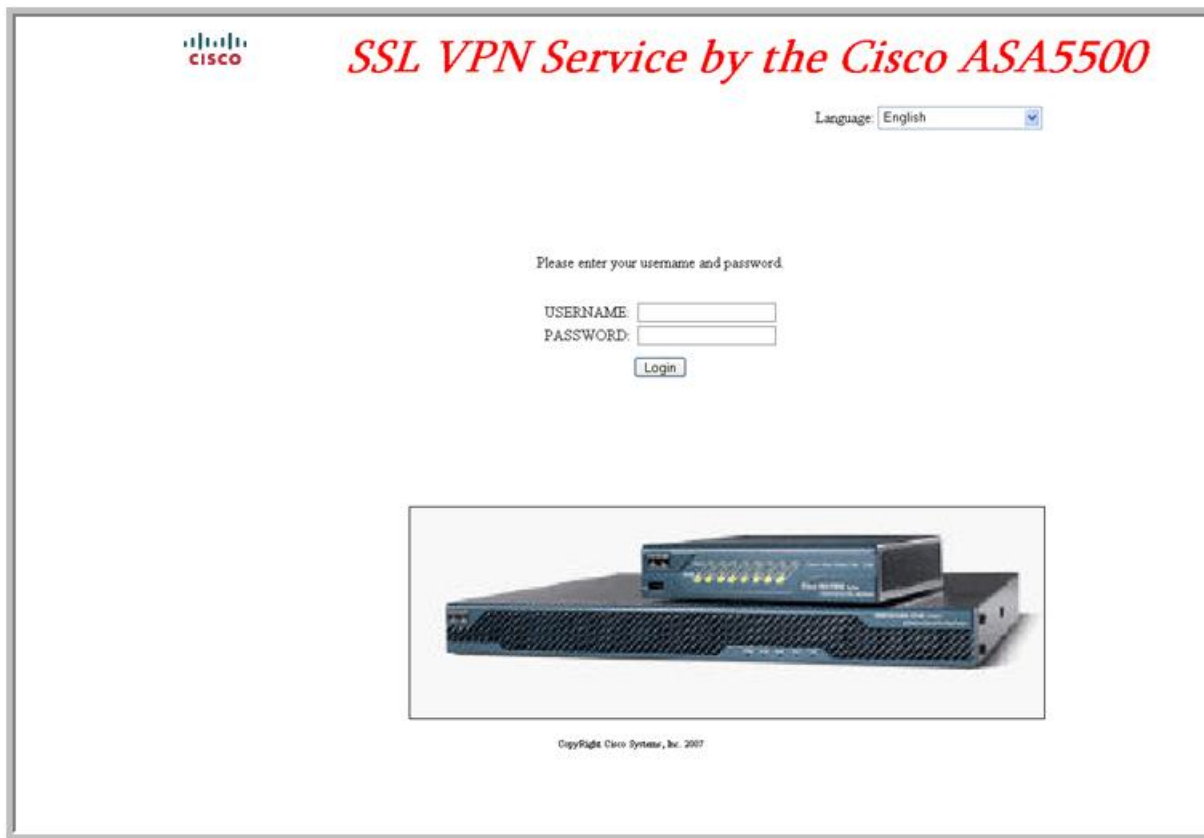 CISCO
SSL VPN Service by the Cisco ASA5500
Language: English
Please enter your username and password.
USERNAME:
PASSWORD:
Login
CopyRight Cisco Systems, Inc. 2007